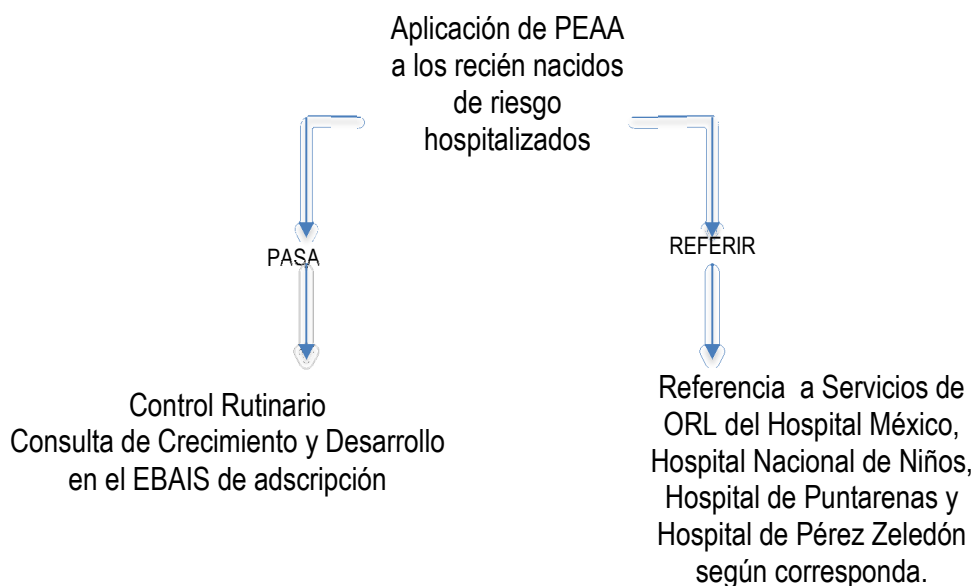 Aplicación de PEAA
a los recién nacidos
de riesgo
hospitalizados
PASA
REFERIR
Control Rutinario
Consulta de Crecimiento y Desarrollo
en el EBAIS de adscripción
Referencia a Servicios de
ORL del Hospital México,
Hospital Nacional de Niños,
Hospital de Puntarenas y
Hospital de Pérez Zeledón
según corresponda.